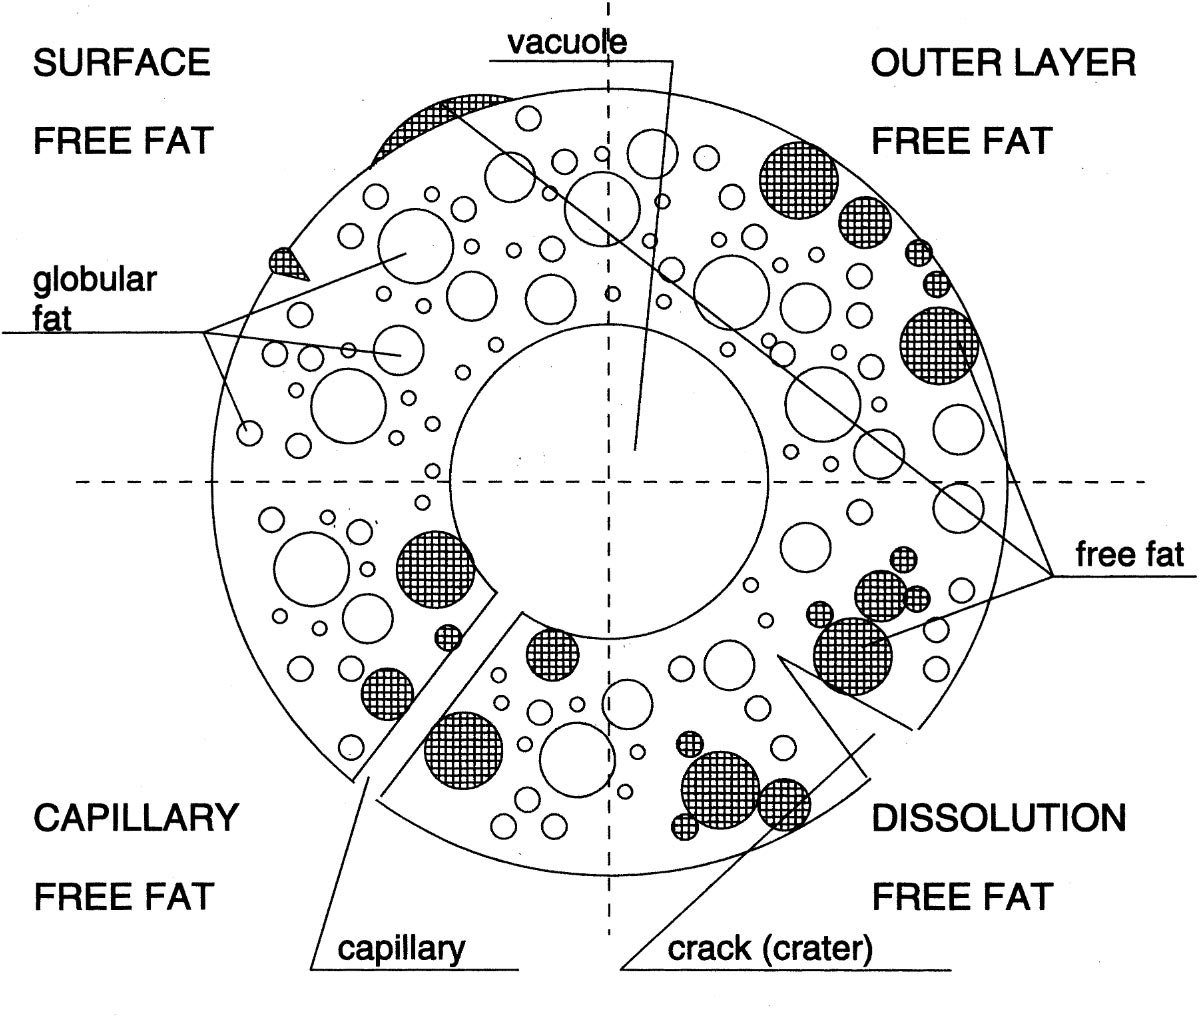 vacuole
SURFACE
FREE FAT
OUTER LAYER
FREE FAT
globular
fat
free fat
CAPILLARY
FREE FAT
DISSOLUTION
FREE FAT
capillary
crack (crater)